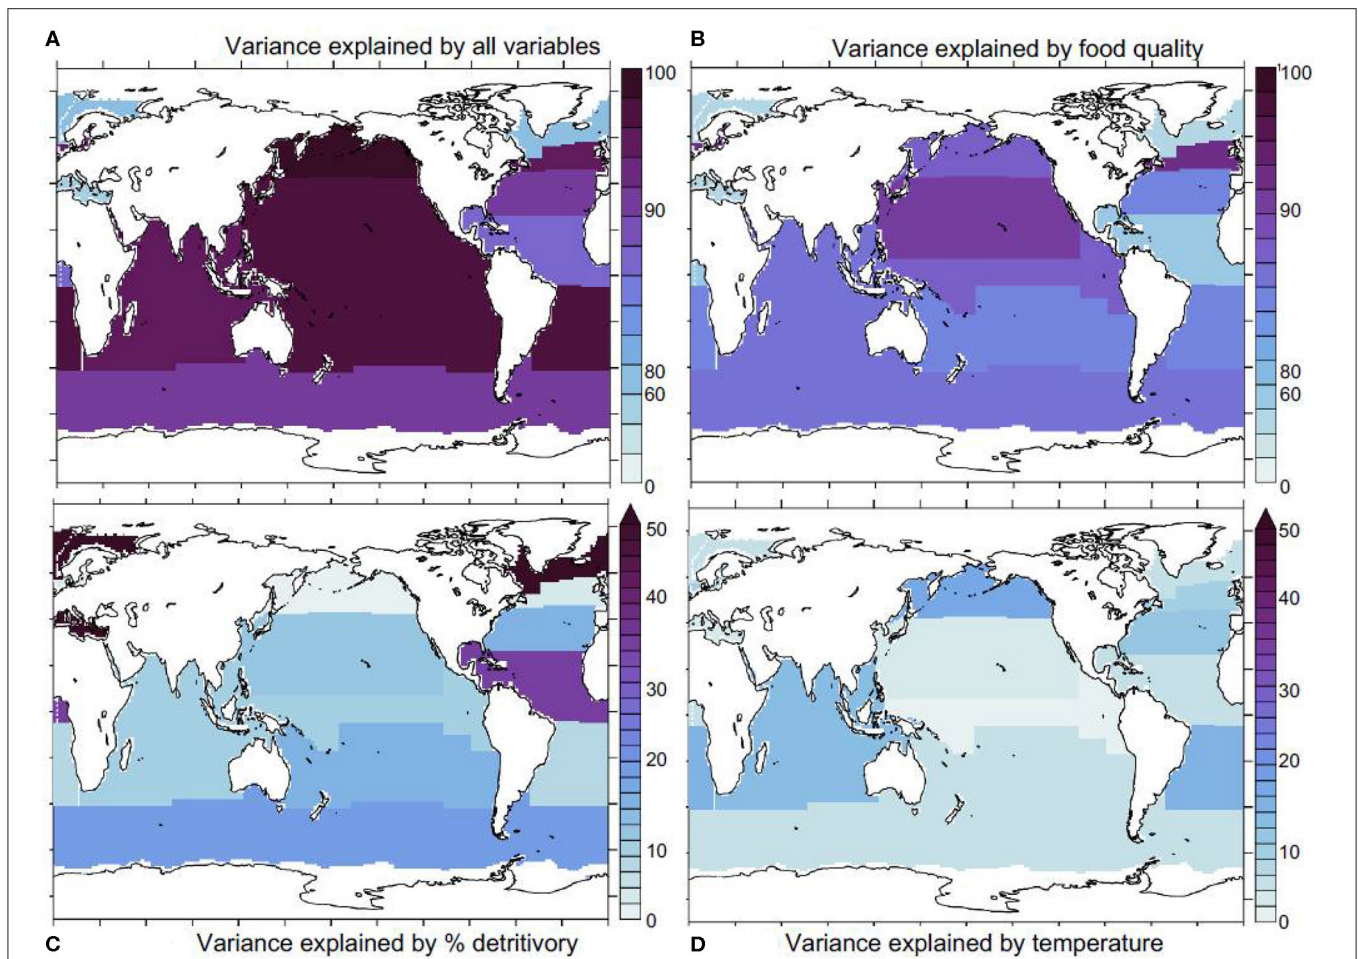 A
Variance explained by all variables
100
90
80
60
0
B
Variance explained by food quality
100
90
80
60
0
50
40
30
20
10
0
C
Variance explained by % detritivory
50
40
30
20
10
0
D
Variance explained by temperature